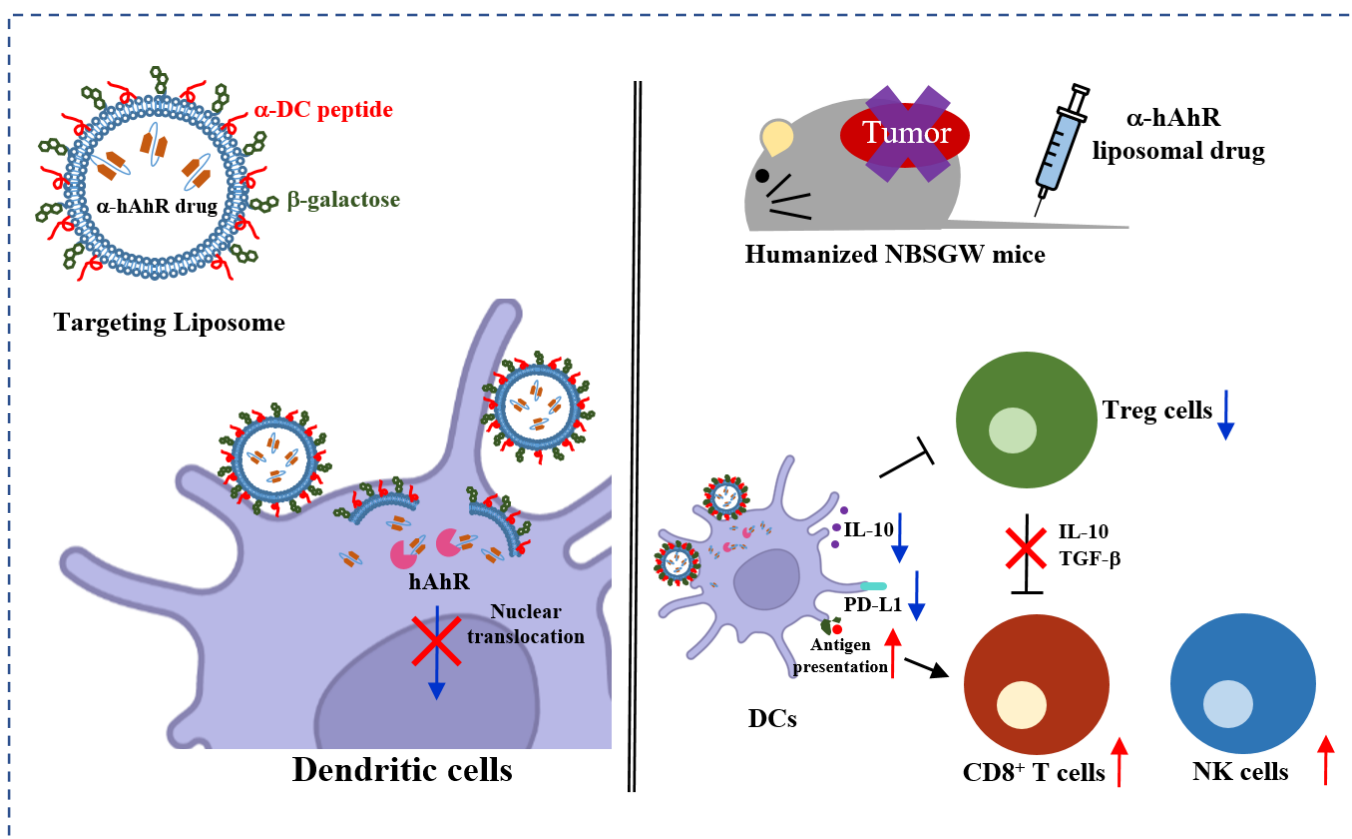 α-DC peptide
β-galactose
α-hAhR drug
Targeting Liposome
hAhR
Nuclear
translocation
Dendritic cells
Tumor
α-hAhR
liposomal drug
Humanized NBSGW mice
Treg cells
IL-10
PD-L1
Antigen
presentation
DCs
IL-10
TGF-β
CD8⁺ T cells
NK cells